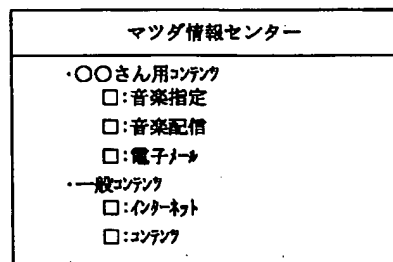 マツダ情報センター
・〇〇さん用コンテンツ
□:音楽指定
□:音楽配信
□:電子メール
・一般コンテンツ
□:インターネット
□:コンテンツ